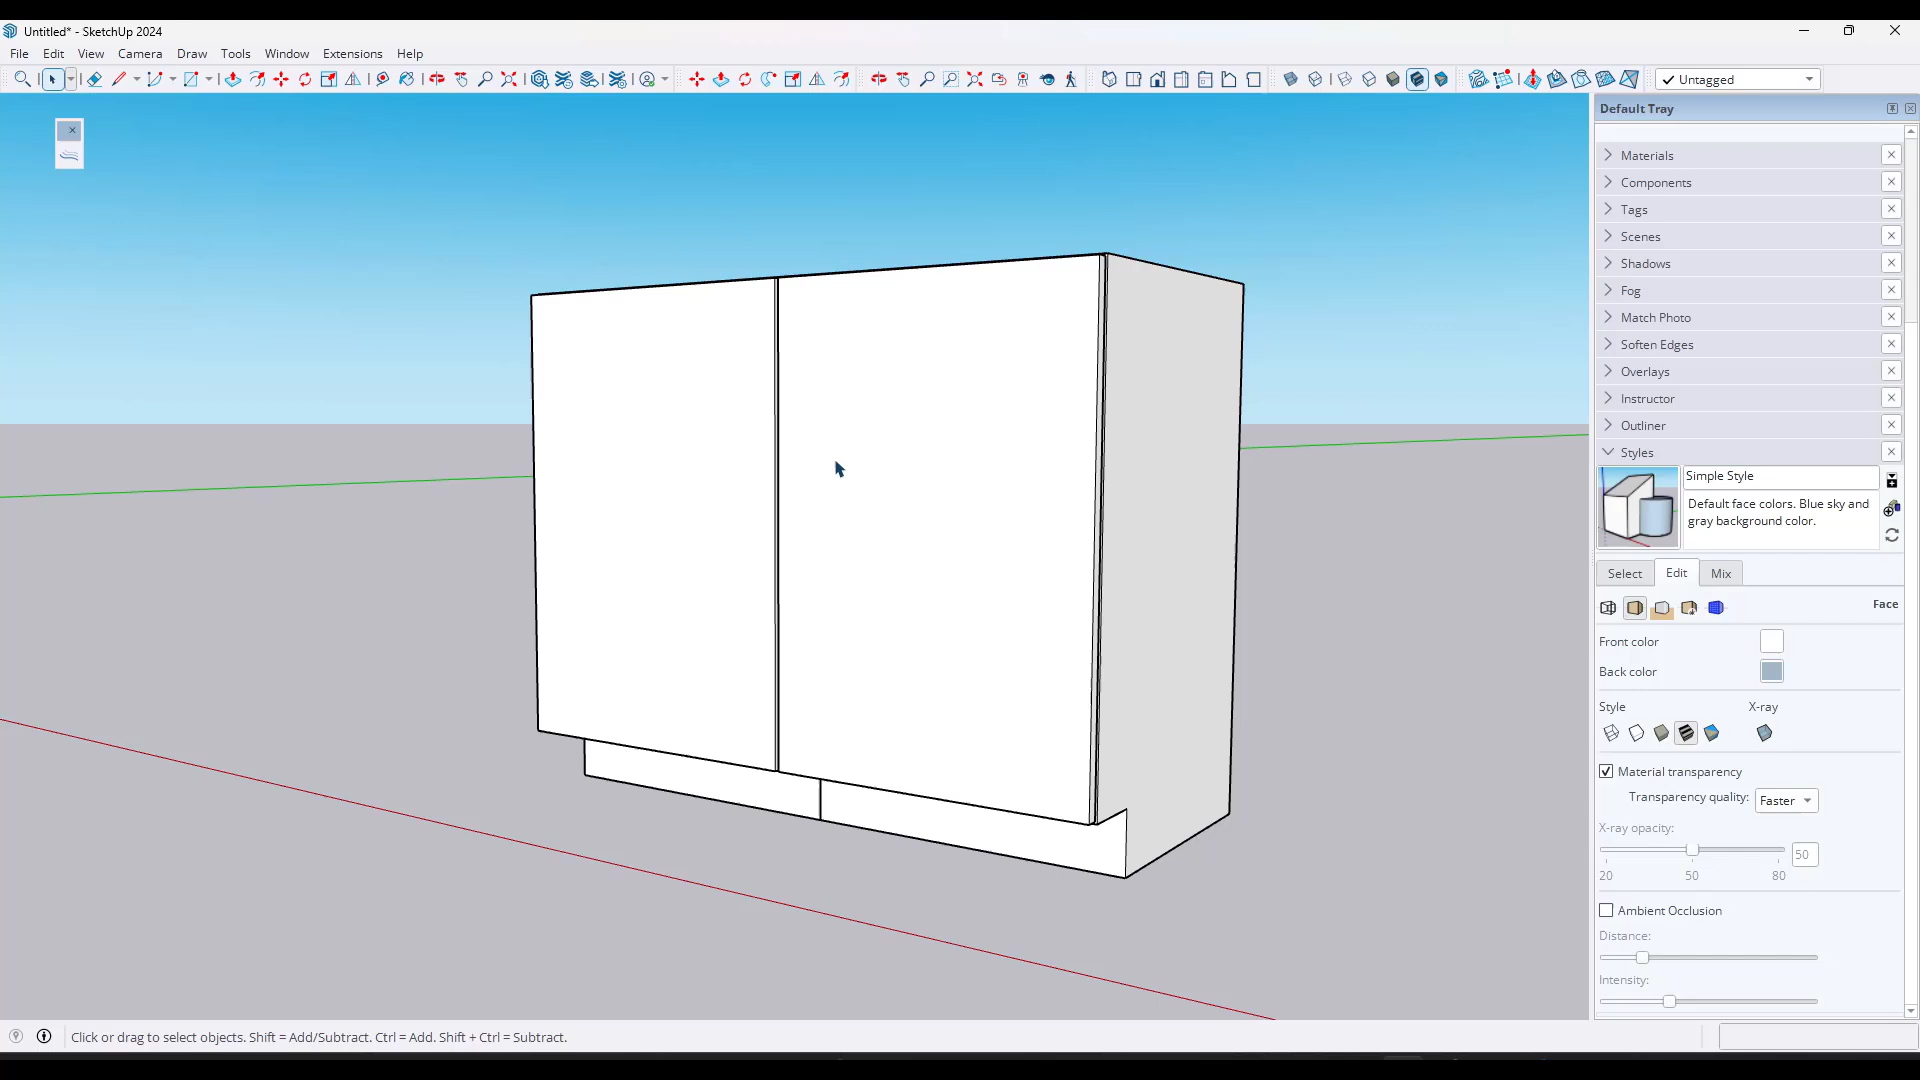 Untitled* - SketchUp 2024
File Edit View Camera Draw Tools Window Extensions Help
Untagged
Default Tray
Materials
Components
Tags
Scenes
Shadows
Fog
Match Photo
Soften Edges
Overlays
Instructor
Outliner
Styles
Simple Style
Default face colors. Blue sky and
gray background color.
Select Edit Mix
Face
Front color
Back color
Style X-ray
Material transparency
Transparency quality: Faster
X-ray opacity:
50
20 50 80
Ambient Occlusion
Distance:
Intensity:
Click or drag to select objects. Shift = Add/Subtract. Ctrl = Add. Shift + Ctrl = Subtract.